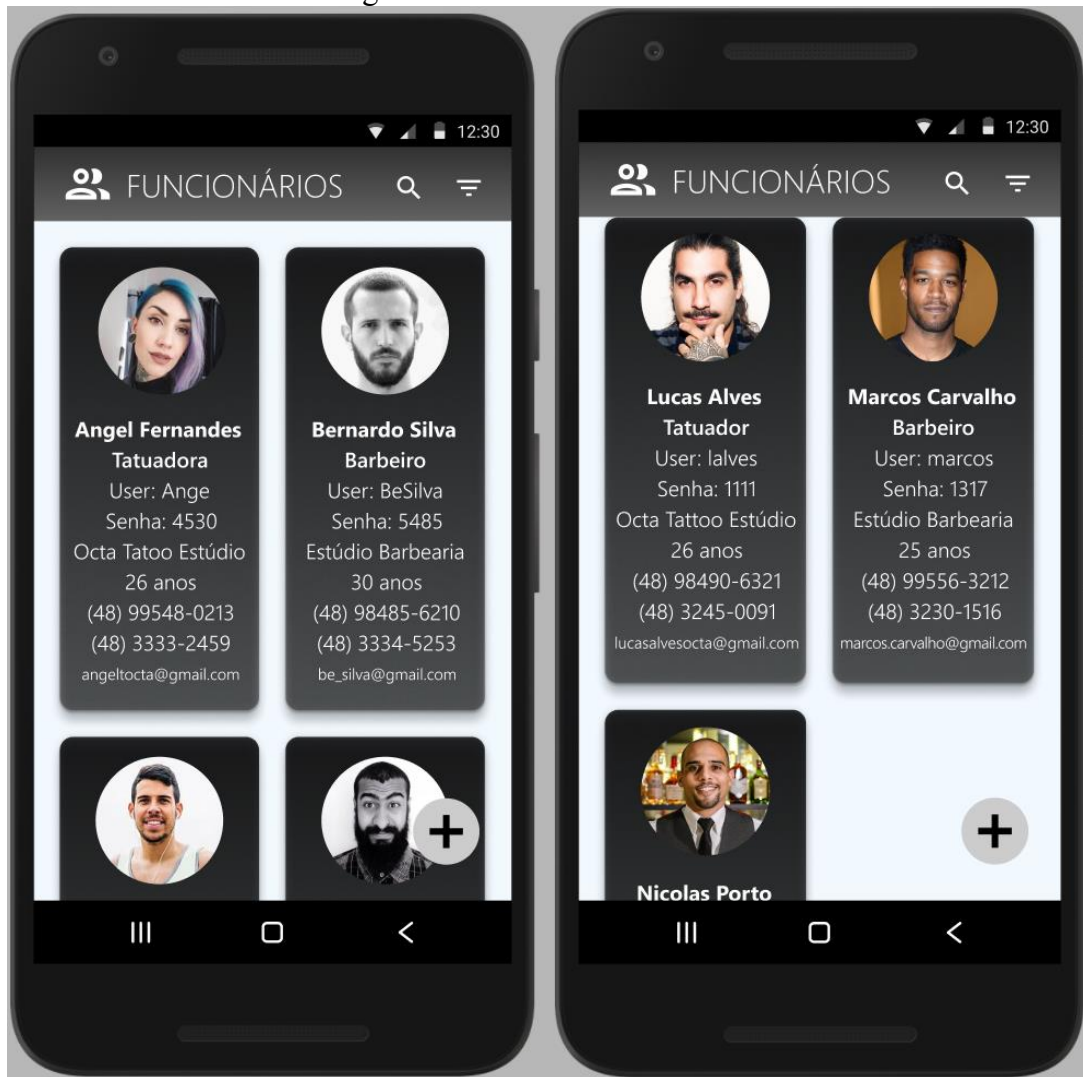 12:30
FUNCIONÁRIOS
Angel Fernandes
Tatuadora
User: Ange
Senha: 4530
Octa Tatoo Estúdio
26 anos
(48) 99548-0213
(48) 3333-2459
angeltocta@gmail.com
Bernardo Silva
Barbeiro
User: BeSilva
Senha: 5485
Estúdio Barbearia
30 anos
(48) 98485-6210
(48) 3334-5253
be_silva@gmail.com
12:30
FUNCIONÁRIOS
Lucas Alves
Tatuador
User: lalves
Senha: 1111
Octa Tattoo Estúdio
26 anos
(48) 98490-6321
(48) 3245-0091
lucasalvesocta@gmail.com
Marcos Carvalho
Barbeiro
User: marcos
Senha: 1317
Estúdio Barbearia
25 anos
(48) 99556-3212
(48) 3230-1516
marcos.carvalho@gmail.com
Nicolas Porto